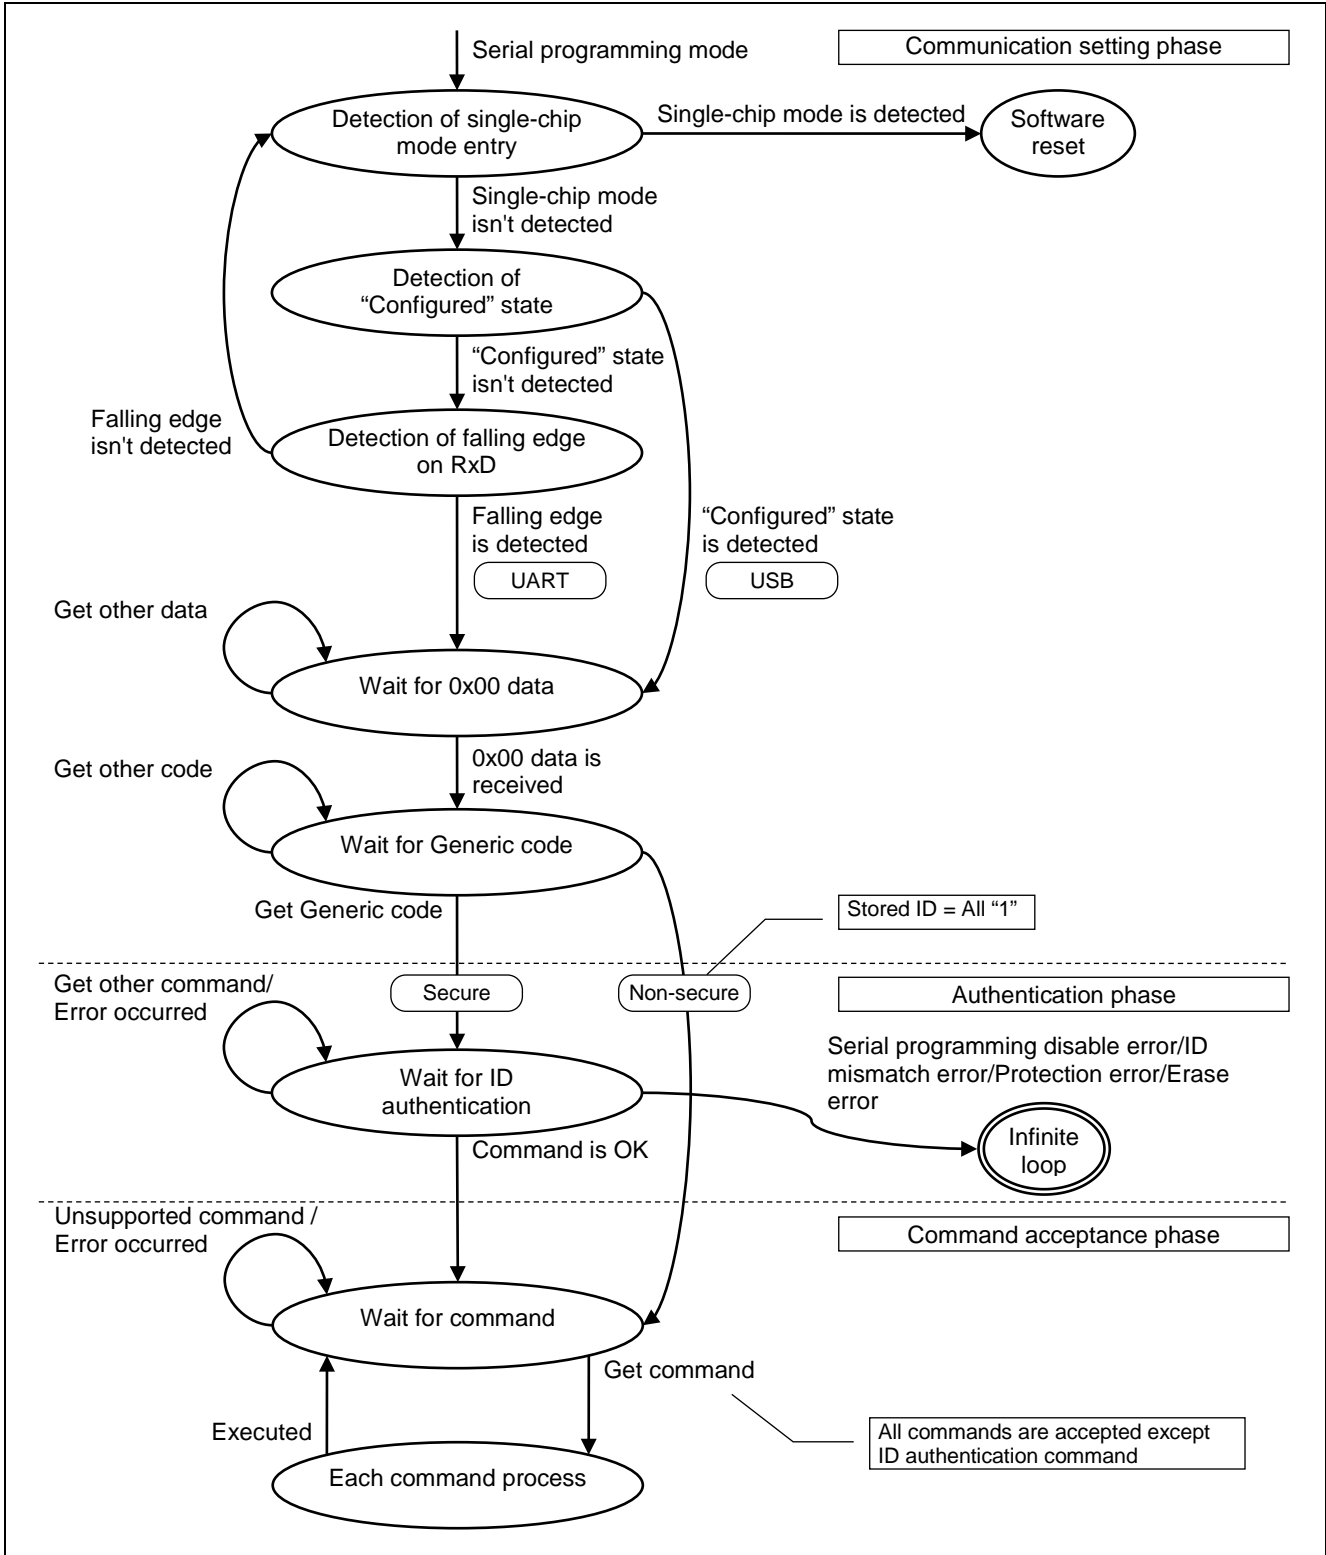 Serial programming mode
Communication setting phase
Detection of single-chip
mode entry
Single-chip mode is detected
Software
reset
Single-chip mode
isn't detected
Detection of
“Configured” state
“Configured” state
isn't detected
Falling edge
isn't detected
Detection of falling edge
on RxD
Falling edge
is detected
UART
“Configured” state
is detected
USB
Get other data
Wait for 0x00 data
0x00 data is
received
Get other code
Wait for Generic code
Get Generic code
Stored ID = All “1”
Get other command/
Error occurred
Secure
Non-secure
Authentication phase
Serial programming disable error/ID
mismatch error/Protection error/Erase
error
Wait for ID
authentication
Infinite
loop
Command is OK
Unsupported command /
Error occurred
Command acceptance phase
Wait for command
Get command
Executed
All commands are accepted except
ID authentication command
Each command process